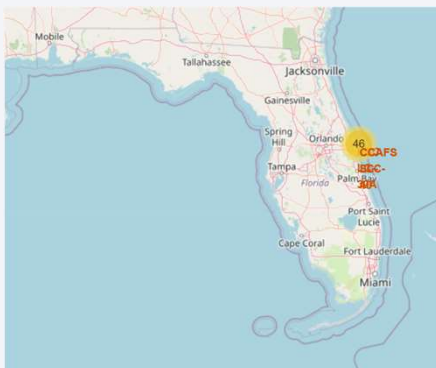 Mobile
Tallahassee
Jacksonville
Gainesville
Spring
Hill
Orlando
46
CCAFS
Tampa
Florida
Palm Bay
Port Saint
Lucie
Cape Coral
Fort Lauderdale
Miami